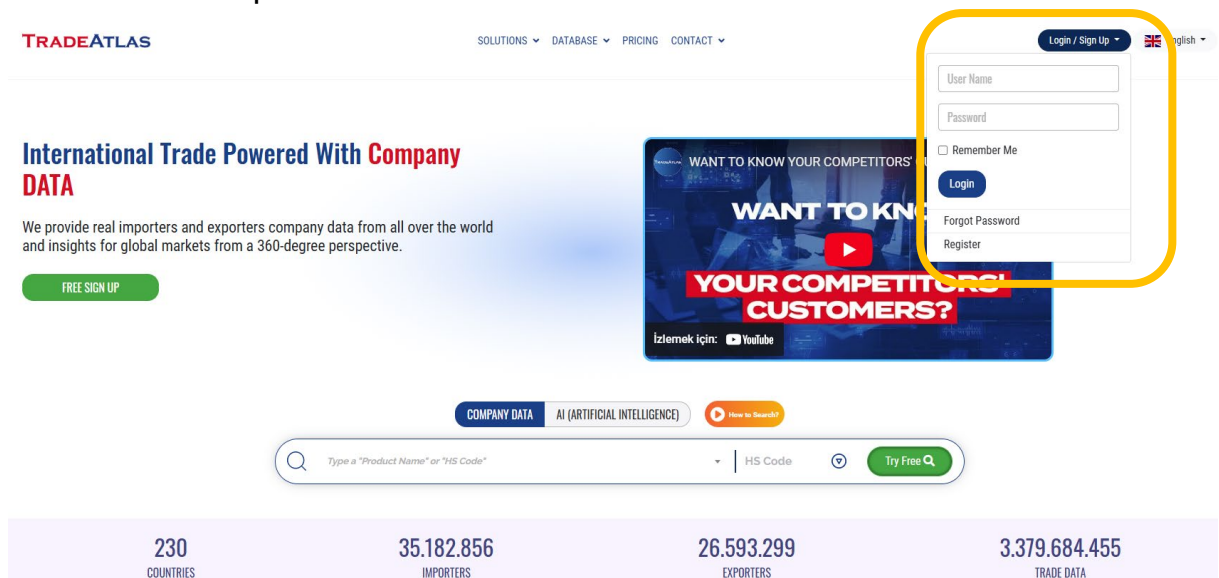 TRADEATLAS
SOLUTIONS DATABASE PRICING CONTACT
Login / Sign Up
English
User Name
Password
Remember Me
Login
Forgot Password
Register
International Trade Powered With Company
DATA
We provide real importers and exporters company data from all over the world
and insights for global markets from a 360-degree perspective.
FREE SIGN UP
WANT TO KNOW YOUR COMPETITORS'
WANT TO
YOUR COMPETITORS'
CUSTOMERS?
İzlemek için: YouTube
COMPANY DATA AI (ARTIFICIAL INTELLIGENCE) How to Search?
Type a "Product Name" or "HS Code" HS Code Try Free
230 35.182.856 26.593.299 3.379.684.455
COUNTRIES IMPORTERS EXPORTERS TRADE DATA